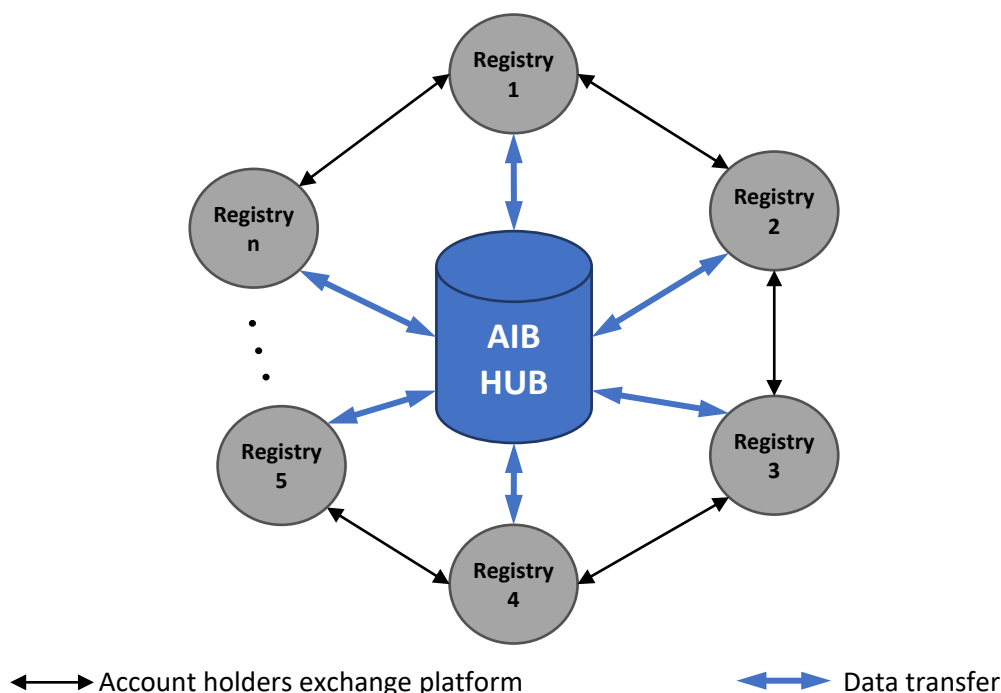 Registry
1
Registry
n
Registry
2
AIB
HUB
Registry
5
Registry
3
Registry
4
Account holders exchange platform
Data transfer